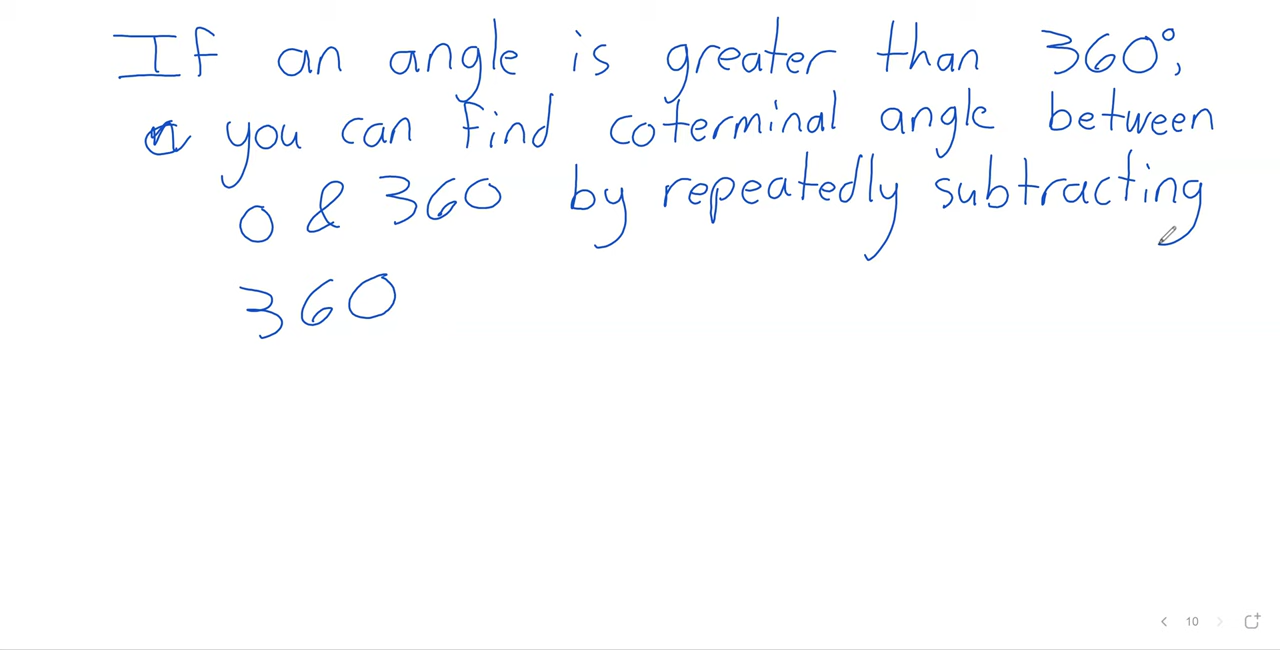 If an angle is greater than 360°,
you can find coterminal angle between
0 & 360 by repeatedly subtracting
360
10